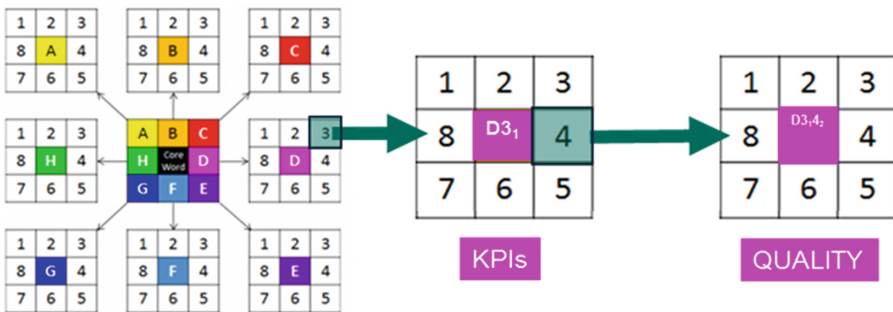 1 2 3 1 2 3 1 2 3
8 A 4 8 B 4 8 C 4
7 6 5 7 6 5 7 6 5
A B C
1 2 3 H Core Word D 1 2 3
8 H 4 G F E 8 D 4
7 6 5 7 6 5
1 2 3 1 2 3 1 2 3
8 G 4 8 F 4 8 E 4
7 6 5 7 6 5 7 6 5
1 2 3
8 D3₁ 4
7 6 5
KPIs
1 2 3
8 D3₁4₂ 4
7 6 5
QUALITY